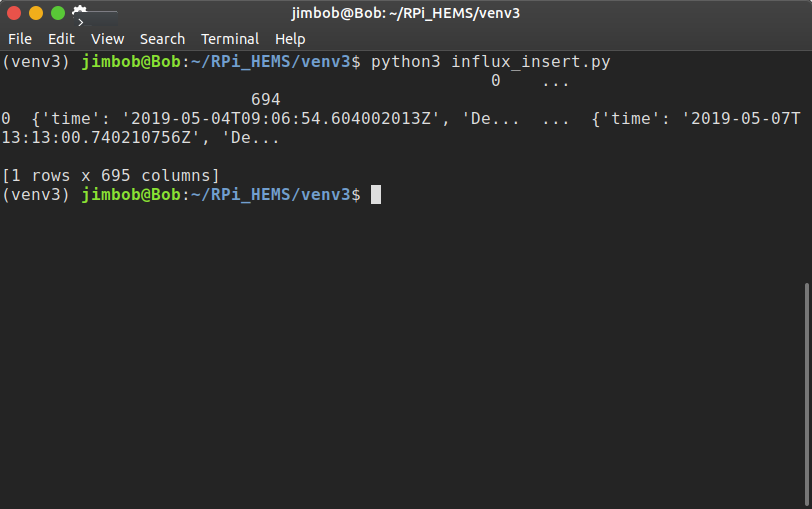 jimbob@Bob: ~/RPi_HEMS/venv3
File Edit View Search Terminal Help
(venv3) jimbob@Bob:~/RPi_HEMS/venv3$ python3 influx_insert.py
0 ...
694
0 {'time': '2019-05-04T09:06:54.604002013Z', 'De... ... {'time': '2019-05-07T
13:13:00.740210756Z', 'De...
[1 rows x 695 columns]
(venv3) jimbob@Bob:~/RPi_HEMS/venv3$